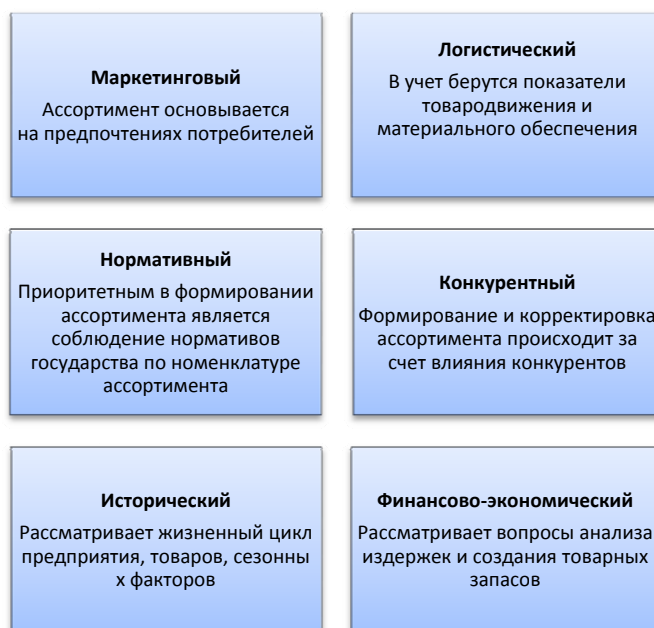 Маркетинговый
Ассортимент основывается
на предпочтениях потребителей
Логистический
В учет берутся показатели
товародвижения и
материального обеспечения
Нормативный
Приоритетным в формировании
ассортимента является
соблюдение нормативов
государства по номенклатуре
ассортимента
Конкурентный
Формирование и корректировка
ассортимента происходит за
счет влияния конкурентов
Исторический
Рассматривает жизненный цикл
предприятия, товаров, сезонны
х факторов
Финансово-экономический
Рассматривает вопросы анализа
издержек и создания товарных
запасов